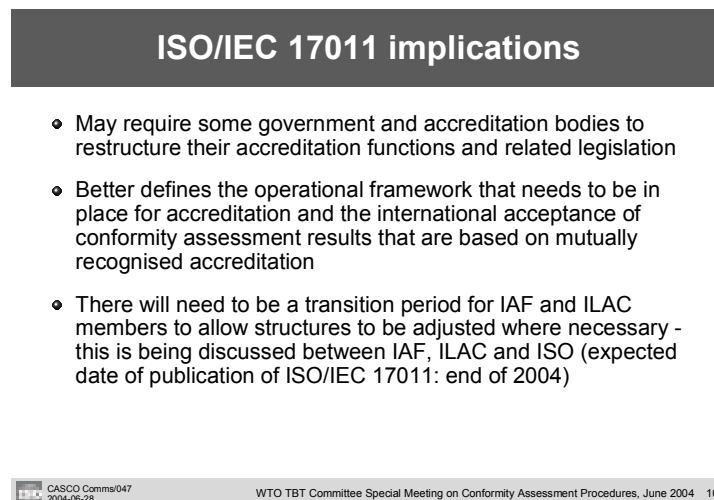 ISO/IEC 17011 implications
May require some government and accreditation bodies to
restructure their accreditation functions and related legislation
Better defines the operational framework that needs to be in
place for accreditation and the international acceptance of
conformity assessment results that are based on mutually
recognised accreditation
There will need to be a transition period for IAF and ILAC
members to allow structures to be adjusted where necessary -
this is being discussed between IAF, ILAC and ISO (expected
date of publication of ISO/IEC 17011: end of 2004)
CASCO Comms/047
2004-06-28
WTO TBT Committee Special Meeting on Conformity Assessment Procedures, June 2004